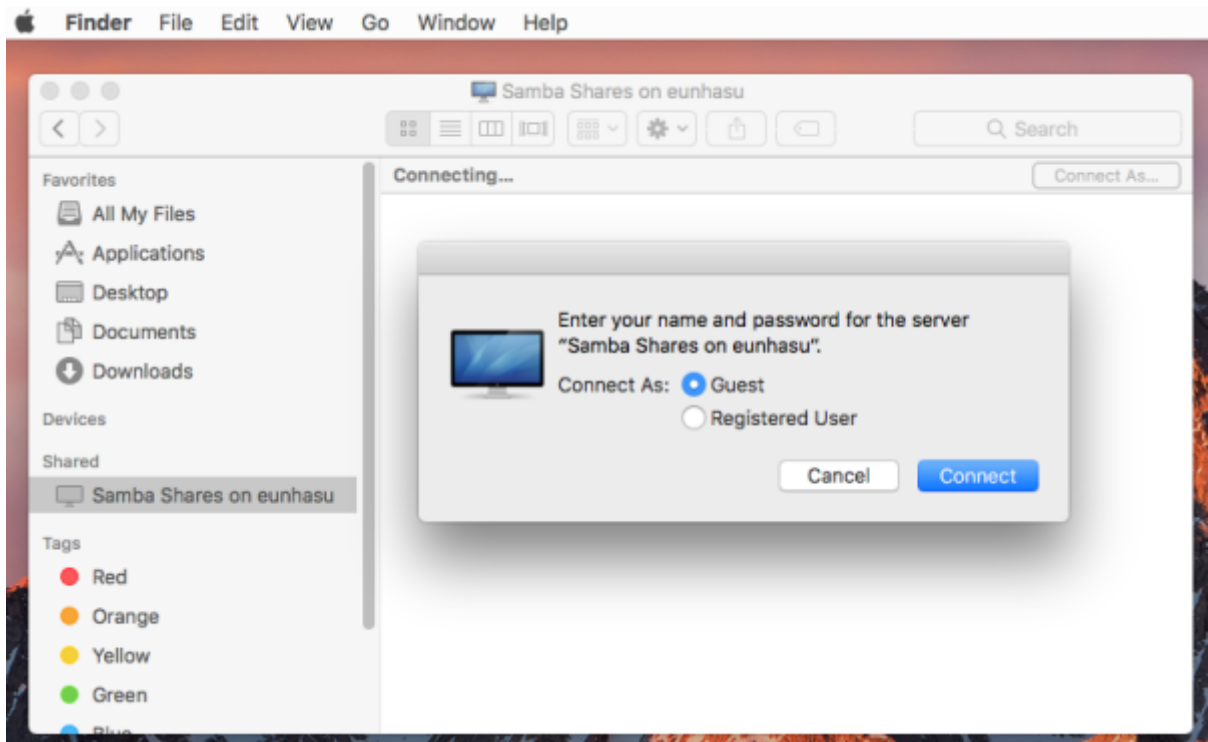 Finder File Edit View Go Window Help
Samba Shares on eunhasu
Search
Favorites
All My Files
Applications
Desktop
Documents
Downloads
Devices
Shared
Samba Shares on eunhasu
Tags
Red
Orange
Yellow
Green
Blue
Connecting...
Connect As...
Enter your name and password for the server
“Samba Shares on eunhasu”.
Connect As: Guest
Registered User
Cancel Connect